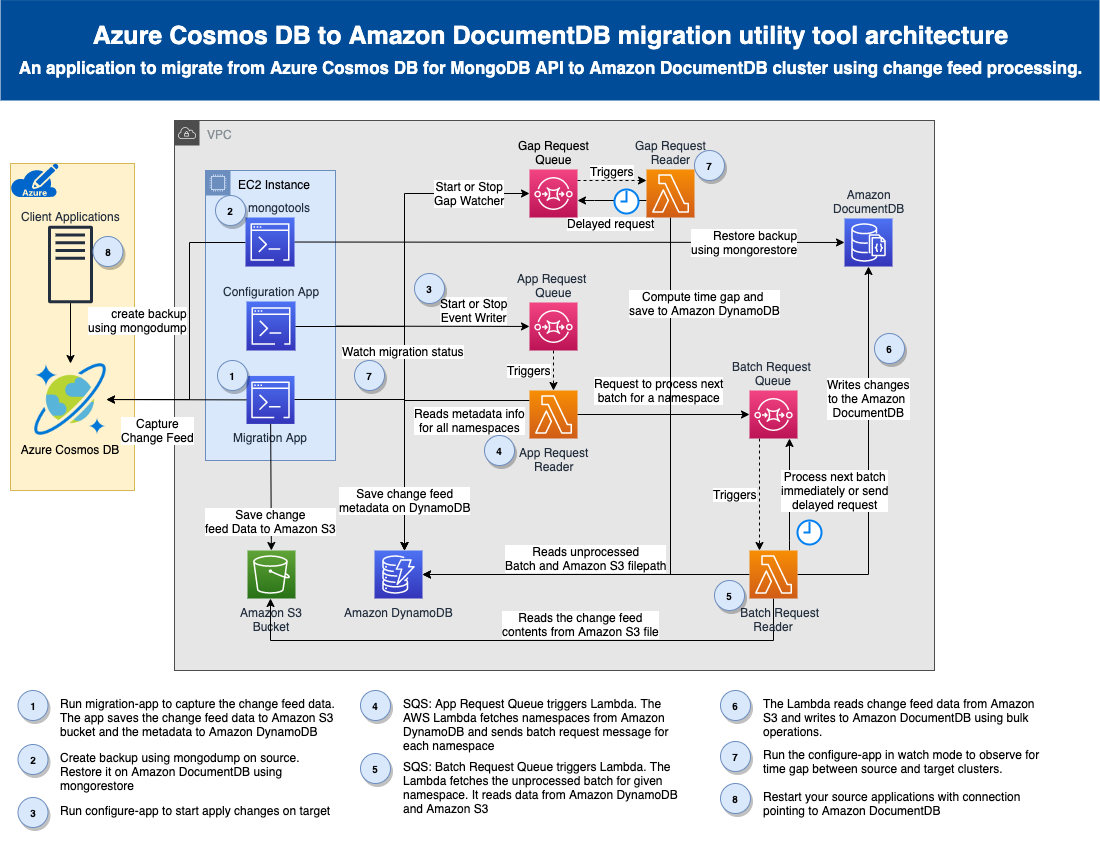 Azure Cosmos DB to Amazon DocumentDB migration utility tool architecture
An application to migrate from Azure Cosmos DB for MongoDB API to Amazon DocumentDB cluster using change feed processing.
VPC
Azure
Client Applications
8
create backup
using mongodump
Azure Cosmos DB
Capture
Change Feed
EC2 Instance
2
mongotools
Configuration App
1
Migration App
Start or Stop
Gap Watcher
Gap Request
Queue
Triggers
Delayed request
Gap Request
Reader
7
Restore backup
using mongorestore
Amazon
DocumentDB
3
Start or Stop
Event Writer
App Request
Queue
Compute time gap and
save to Amazon DynamoDB
Watch migration status
7
Triggers
6
Reads metadata info
for all namespaces
4
App Request
Reader
Request to process next
batch for a namespace
Batch Request
Queue
Writes changes
to the Amazon
DocumentDB
Save change feed
metadata on DynamoDB
Save change
feed Data to Amazon S3
Triggers
Process next batch
immediately or send
delayed request
Reads unprocessed
Batch and Amazon S3 filepath
Amazon S3
Bucket
Amazon DynamoDB
5
Batch Request
Reader
Reads the change feed
contents from Amazon S3 file
1
Run migration-app to capture the change feed data.
The app saves the change feed data to Amazon S3
bucket and the metadata to Amazon DynamoDB
2
Create backup using mongodump on source.
Restore it on Amazon DocumentDB using
mongorestore
3
Run configure-app to start apply changes on target
4
SQS: App Request Queue triggers Lambda. The
AWS Lambda fetches namespaces from Amazon
DynamoDB and sends batch request message for
each namespace
5
SQS: Batch Request Queue triggers Lambda. The
Lambda fetches the unprocessed batch for given
namespace. It reads data from Amazon DynamoDB
and Amazon S3
6
The Lambda reads change feed data from Amazon
S3 and writes to Amazon DocumentDB using bulk
operations.
7
Run the configure-app in watch mode to observe for
time gap between source and target clusters.
8
Restart your source applications with connection
pointing to Amazon DocumentDB